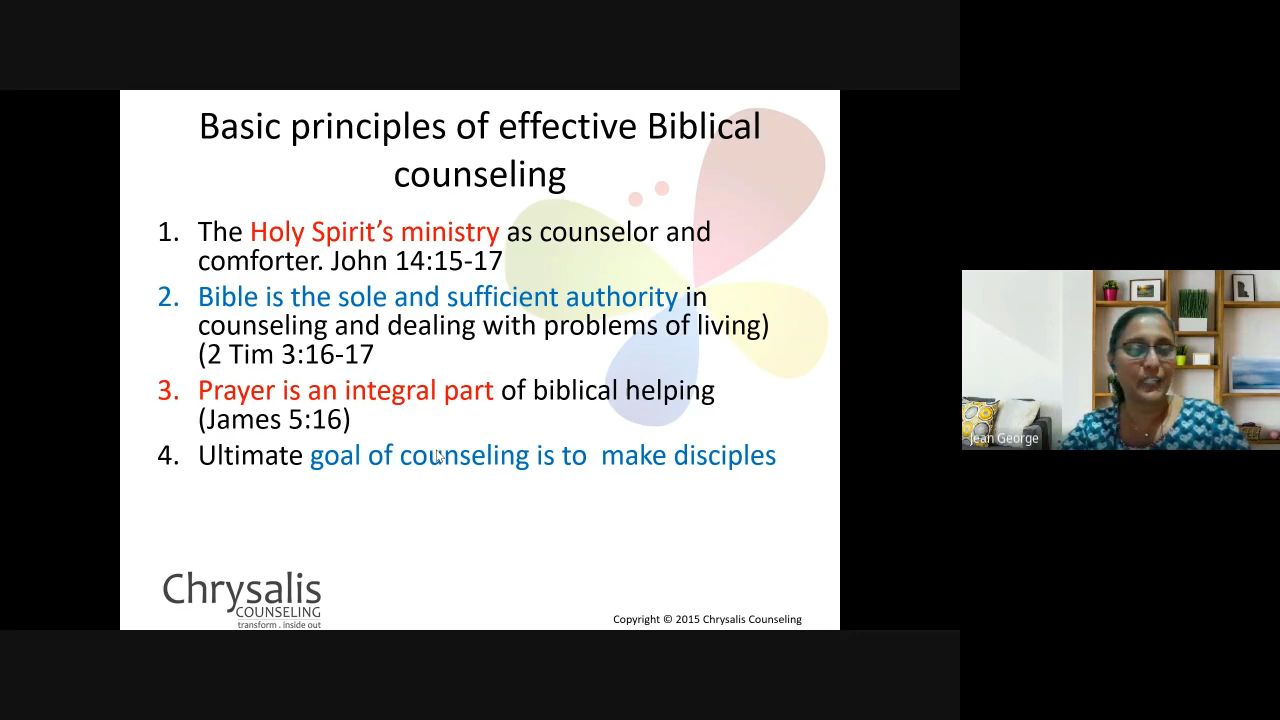 Basic principles of effective Biblical
counseling
1. The Holy Spirit’s ministry as counselor and
comforter. John 14:15-17
2. Bible is the sole and sufficient authority in
counseling and dealing with problems of living)
(2 Tim 3:16-17
3. Prayer is an integral part of biblical helping
(James 5:16)
4. Ultimate goal of counseling is to  make disciples
Chrysalis
COUNSELING
transform . inside out
Copyright © 2015 Chrysalis Counseling
Jean George